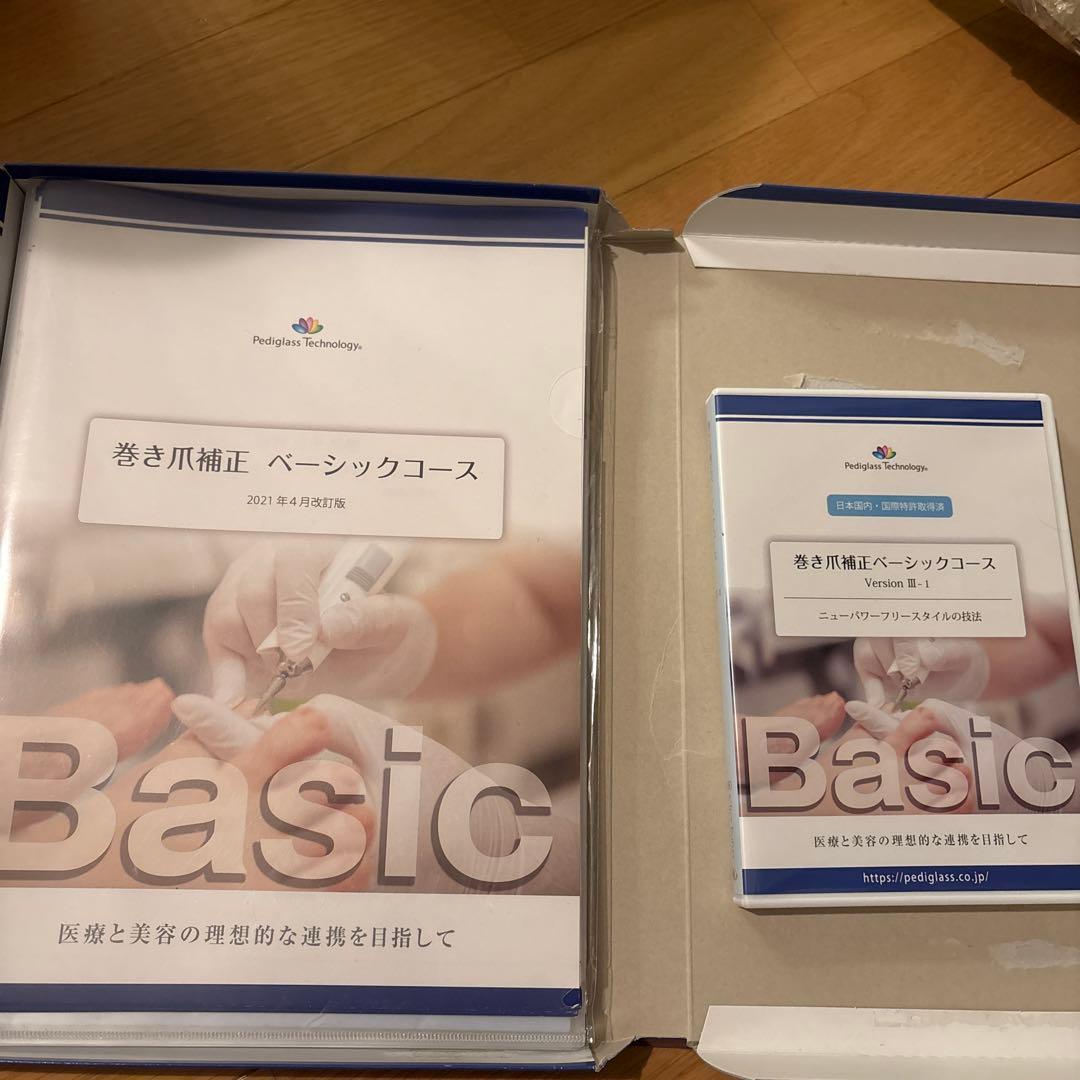 Pediglass Technology®
巻き爪補正 ベーシックコース
2021年4月改訂版
Basic
医療と美容の理想的な連携を目指して
Pediglass Technology®
日本国内・国際特許取得済
巻き爪補正ベーシックコース
Version Ⅲ-1
ニューパワーフリースタイルの技法
Basic
医療と美容の理想的な連携を目指して
https://pediglass.co.jp/